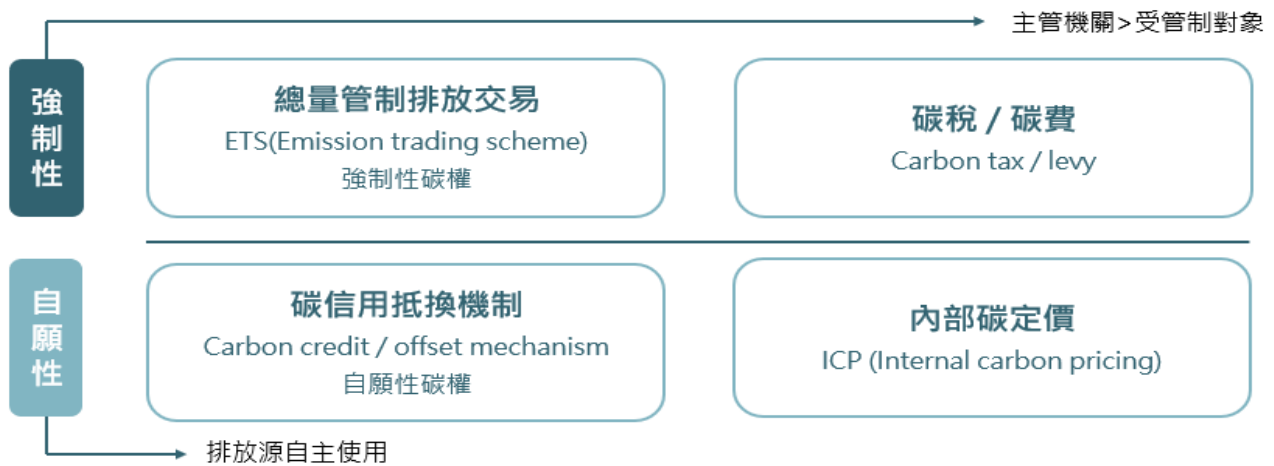 主管機關>受管制對象
強制性
總量管制排放交易
ETS(Emission trading scheme)
強制性碳權
碳稅 / 碳費
Carbon tax / levy
自願性
碳信用抵換機制
Carbon credit / offset mechanism
自願性碳權
內部碳定價
ICP (Internal carbon pricing)
排放源自主使用